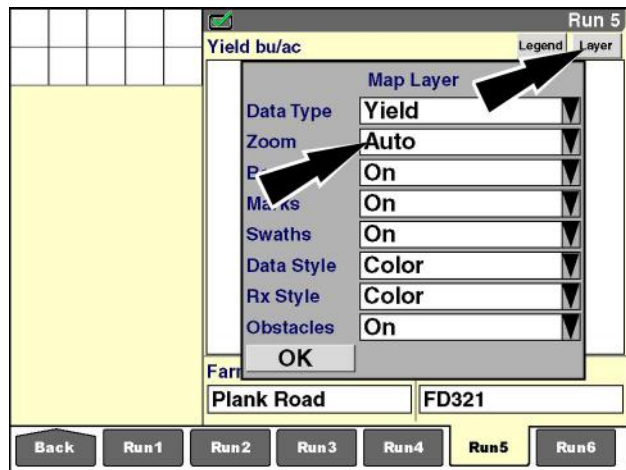 Run 5
Yield bu/ac
Legend
Layer
Map Layer
Data Type Yield
Zoom Auto
On
Marks On
Swaths On
Data Style Color
Rx Style Color
Obstacles On
OK
Plank Road FD321
Back Run1 Run2 Run3 Run4 Run5 Run6